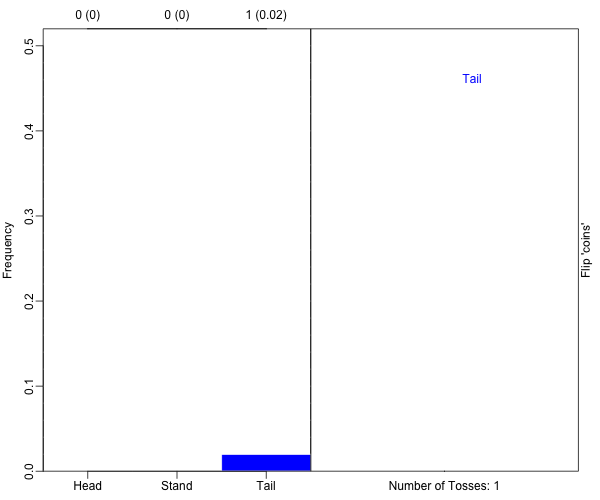 0 (0) 0 (0) 1 (0.02)
0.5
0.4
0.3
0.2
0.1
0.0
Frequency
Tail
Flip 'coins'
Head Stand Tail Number of Tosses: 1